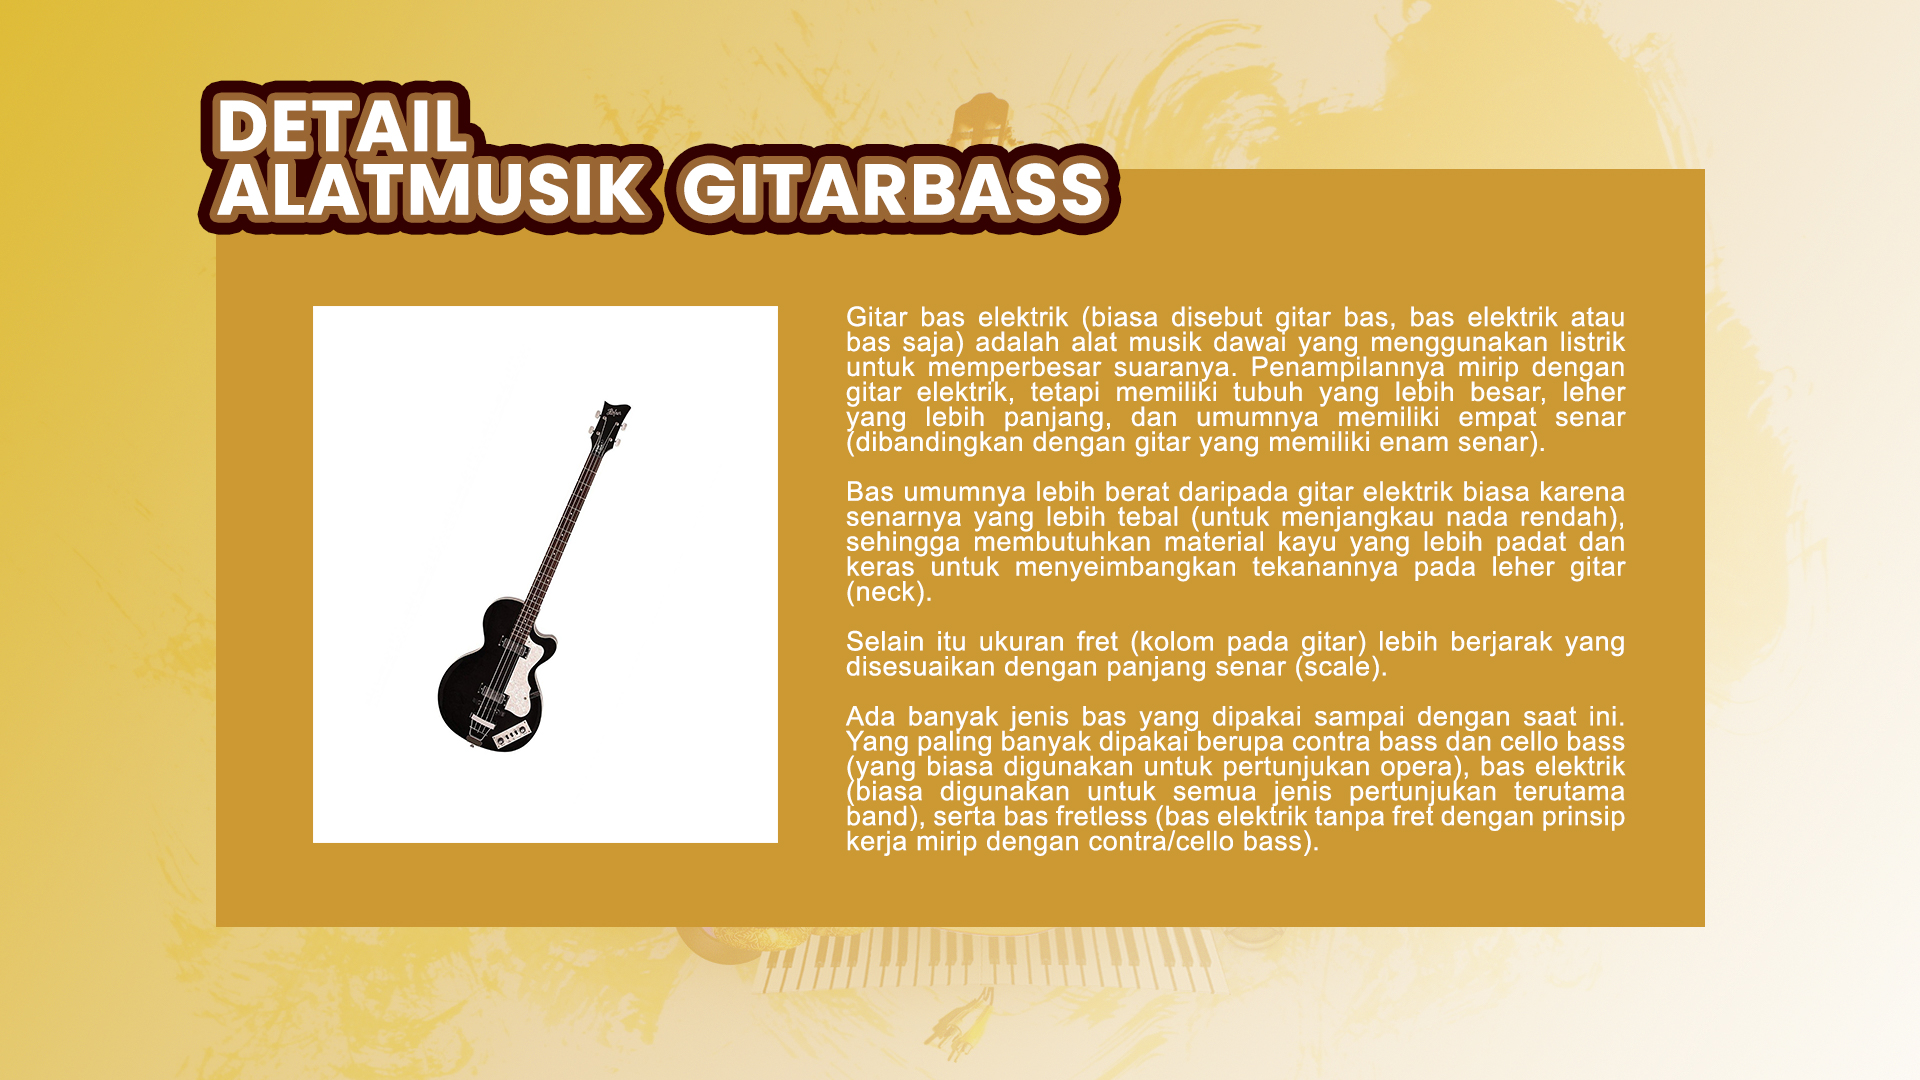 DETAIL
ALATMUSIK GITARBASS
Gitar bas elektrik (biasa disebut gitar bas, bas elektrik atau
bas saja) adalah alat musik dawai yang menggunakan listrik
untuk memperbesar suaranya. Penampilannya mirip dengan
gitar elektrik, tetapi memiliki tubuh yang lebih besar, leher
yang lebih panjang, dan umumnya memiliki empat senar
(dibandingkan dengan gitar yang memiliki enam senar).
Bas umumnya lebih berat daripada gitar elektrik biasa karena
senarnya yang lebih tebal (untuk menjangkau nada rendah),
sehingga membutuhkan material kayu yang lebih padat dan
keras untuk menyeimbangkan tekanannya pada leher gitar
(neck).
Selain itu ukuran fret (kolom pada gitar) lebih berjarak yang
disesuaikan dengan panjang senar (scale).
Ada banyak jenis bas yang dipakai sampai dengan saat ini.
Yang paling banyak dipakai berupa contra bass dan cello bass
(yang biasa digunakan untuk pertunjukan opera), bas elektrik
(biasa digunakan untuk semua jenis pertunjukan terutama
band), serta bas fretless (bas elektrik tanpa fret dengan prinsip
kerja mirip dengan contra/cello bass).